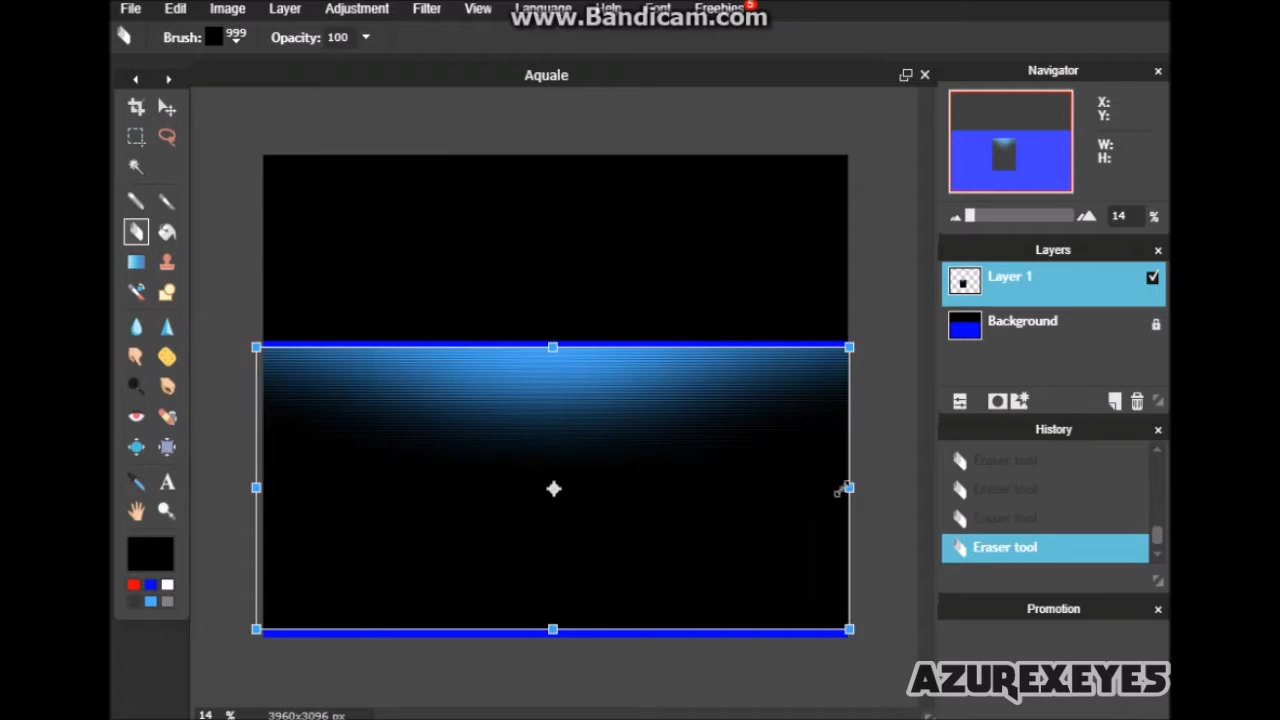 File Edit Image Layer Adjustment Filter View Language Help Font Freebies 5
www.Bandicam.com
Brush: 999 Opacity: 100
Aquale
Navigator
X:
Y:
W:
H:
14 %
Layers
Layer 1
Background
History
Eraser tool
Eraser tool
Eraser tool
Eraser tool
Promotion
A
AZUREXEYES
14 % 3960x3096 px